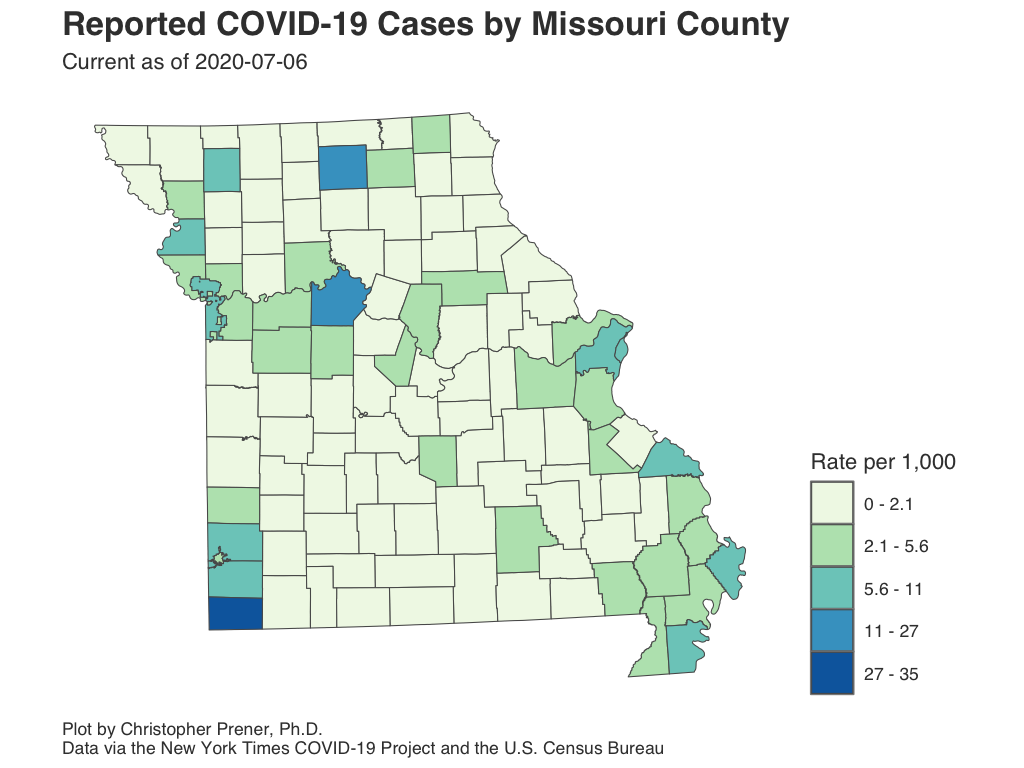 Reported COVID-19 Cases by Missouri County
Current as of 2020-07-06
Rate per 1,000
0 - 2.1
2.1 - 5.6
5.6 - 11
11 - 27
27 - 35
Plot by Christopher Prener, Ph.D.
Data via the New York Times COVID-19 Project and the U.S. Census Bureau